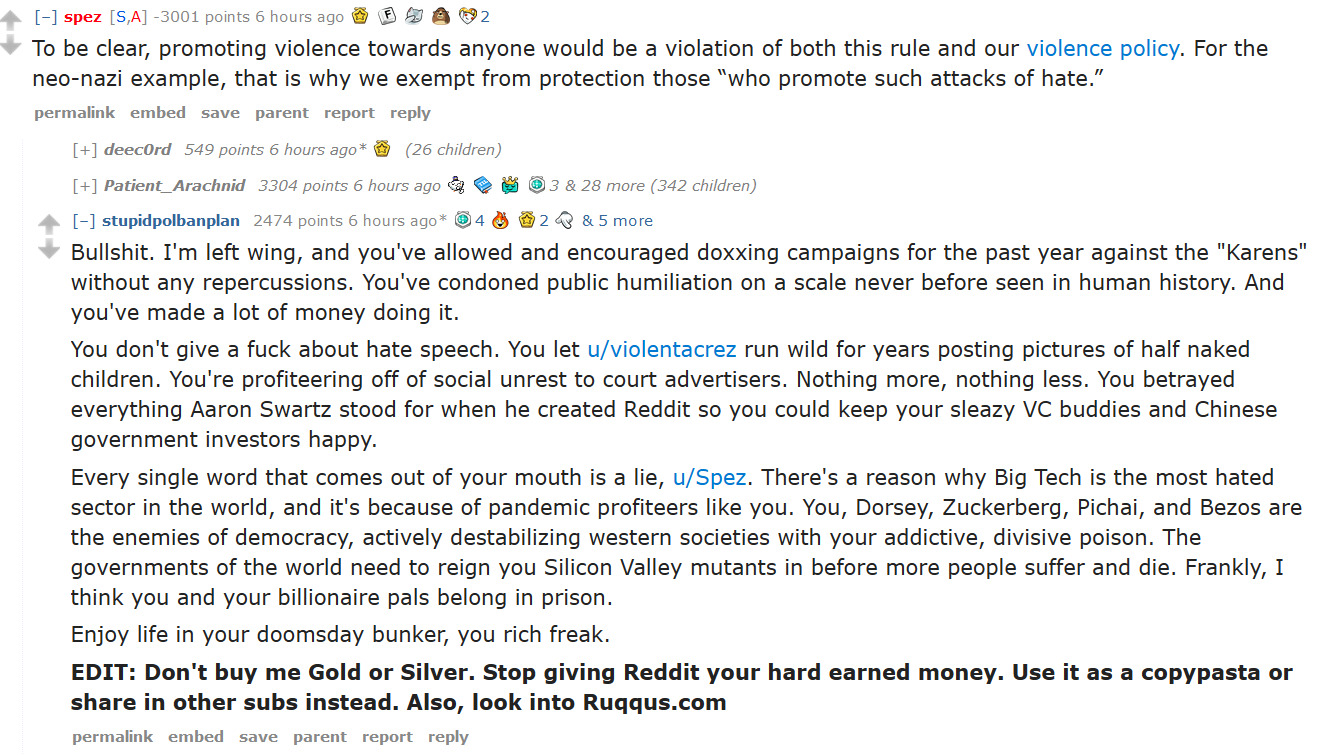 [–] spez [S,A] -3001 points 6 hours ago F 2
To be clear, promoting violence towards anyone would be a violation of both this rule and our violence policy. For the
neo-nazi example, that is why we exempt from protection those “who promote such attacks of hate.”
permalink embed save parent report reply
[+] deec0rd 549 points 6 hours ago* (26 children)
[+] Patient_Arachnid 3304 points 6 hours ago 3 & 28 more (342 children)
[–] stupidpolbanplan 2474 points 6 hours ago* 4 2 & 5 more
Bullshit. I'm left wing, and you've allowed and encouraged doxxing campaigns for the past year against the "Karens"
without any repercussions. You've condoned public humiliation on a scale never before seen in human history. And
you've made a lot of money doing it.
You don't give a fuck about hate speech. You let u/violentacrez run wild for years posting pictures of half naked
children. You're profiteering off of social unrest to court advertisers. Nothing more, nothing less. You betrayed
everything Aaron Swartz stood for when he created Reddit so you could keep your sleazy VC buddies and Chinese
government investors happy.
Every single word that comes out of your mouth is a lie, u/Spez. There's a reason why Big Tech is the most hated
sector in the world, and it's because of pandemic profiteers like you. You, Dorsey, Zuckerberg, Pichai, and Bezos are
the enemies of democracy, actively destabilizing western societies with your addictive, divisive poison. The
governments of the world need to reign you Silicon Valley mutants in before more people suffer and die. Frankly, I
think you and your billionaire pals belong in prison.
Enjoy life in your doomsday bunker, you rich freak.
EDIT: Don't buy me Gold or Silver. Stop giving Reddit your hard earned money. Use it as a copypasta or
share in other subs instead. Also, look into Ruqqus.com
permalink embed save parent report reply